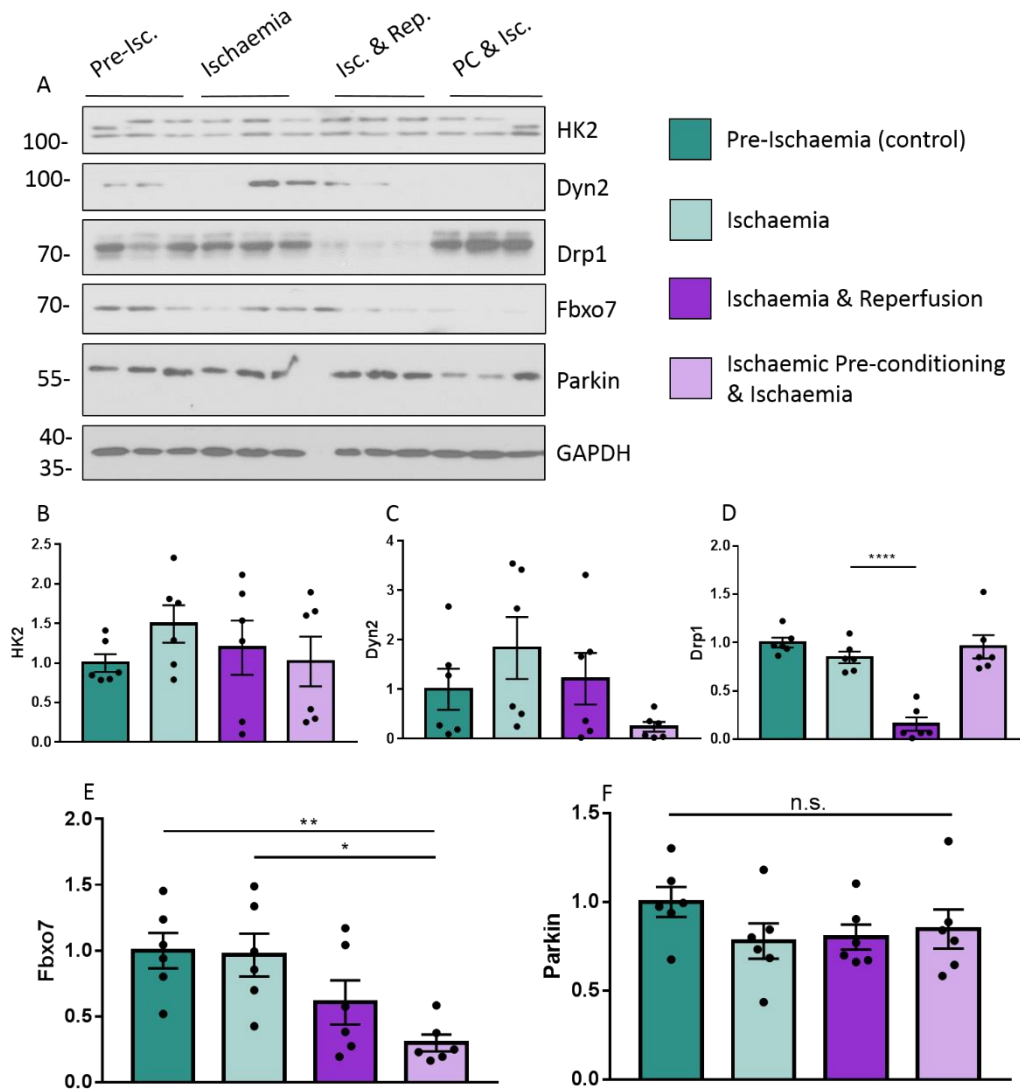 Pre-Isc.
Ischaemia
Isc. & Rep.
PC & Isc.
A
100-
HK2
100-
Dyn2
70-
Drp1
70-
Fbxo7
55-
Parkin
40-
35-
GAPDH
Pre-Ischaemia (control)
Ischaemia
Ischaemia & Reperfusion
Ischaemic Pre-conditioning
& Ischaemia
B
HK2
2.5
2.0
1.5
1.0
0.5
0.0
C
Dyn2
4
3
2
1
0
D
Drp1
2.0
1.5
1.0
0.5
0.0
****
E
Fbxo7
2.0
1.5
1.0
0.5
0.0
**
*
F
Parkin
1.5
1.0
0.5
0.0
n.s.